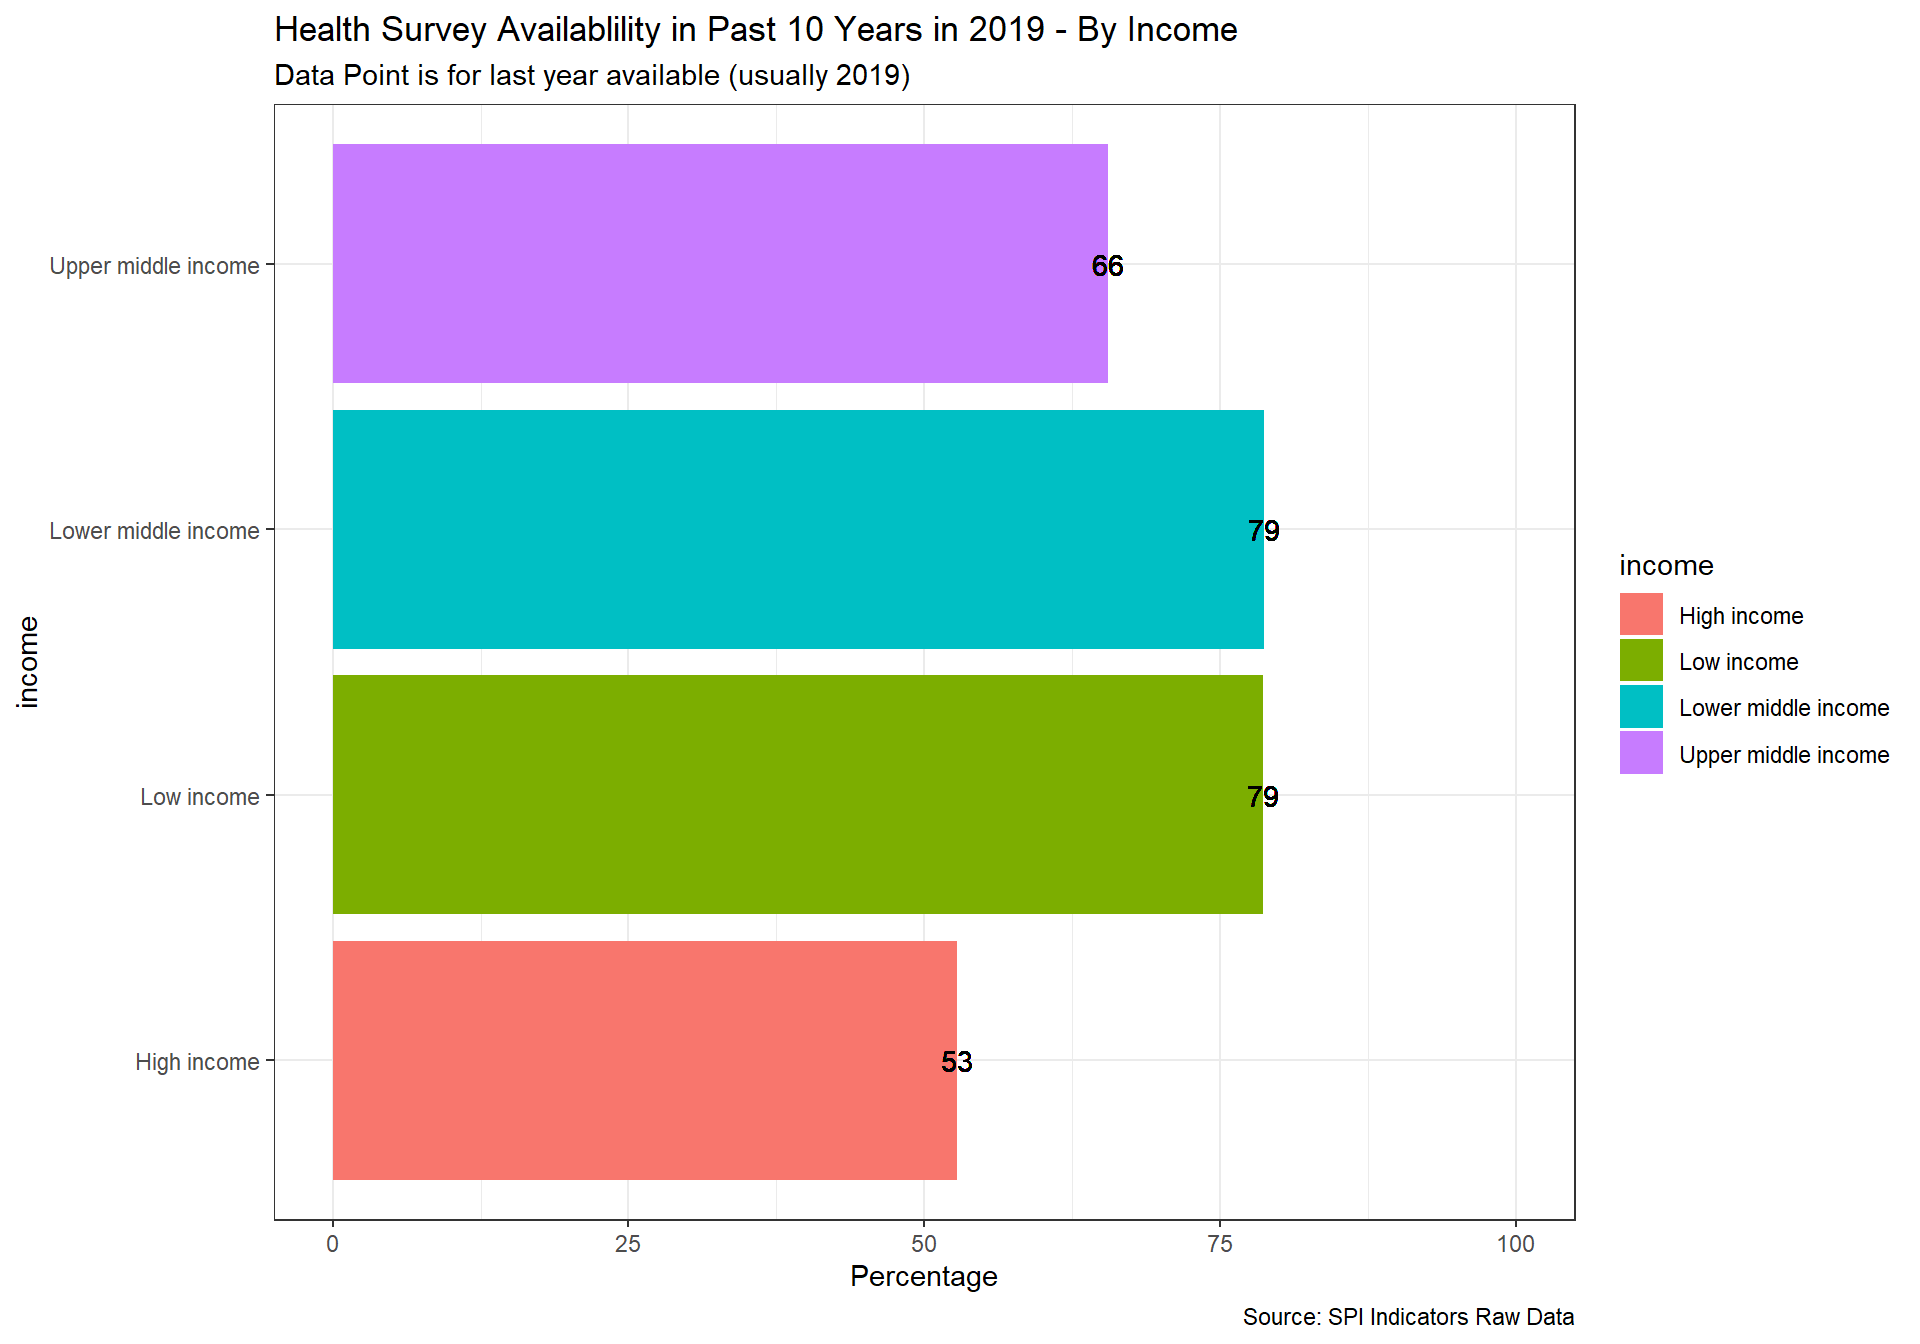 Health Survey Availablility in Past 10 Years in 2019 - By Income
Data Point is for last year available (usually 2019)
Upper middle income
66
Lower middle income
79
Low income
79
High income
53
income
0 25 50 75 100
Percentage
income
High income
Low income
Lower middle income
Upper middle income
Source: SPI Indicators Raw Data